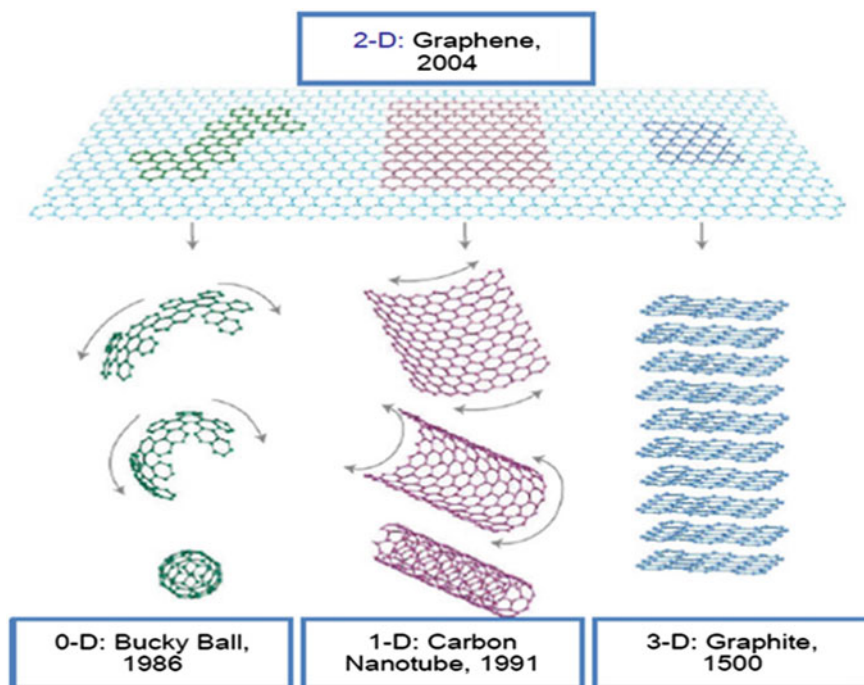 2-D: Graphene,
2004
0-D: Bucky Ball,
1986
1-D: Carbon
Nanotube, 1991
3-D: Graphite,
1500